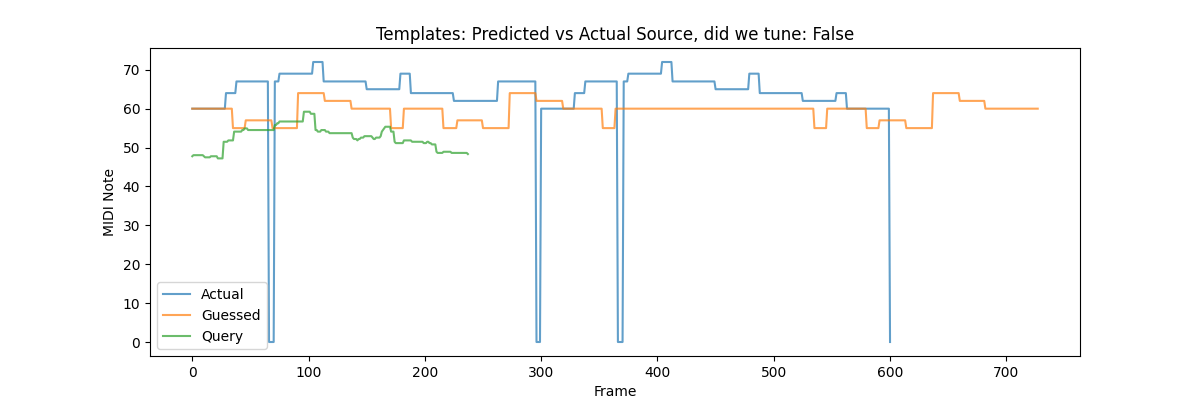 Templates: Predicted vs Actual Source, did we tune: False
MIDI Note
70
60
50
40
30
20
10
0
Actual
Guessed
Query
0 100 200 300 400 500 600 700
Frame